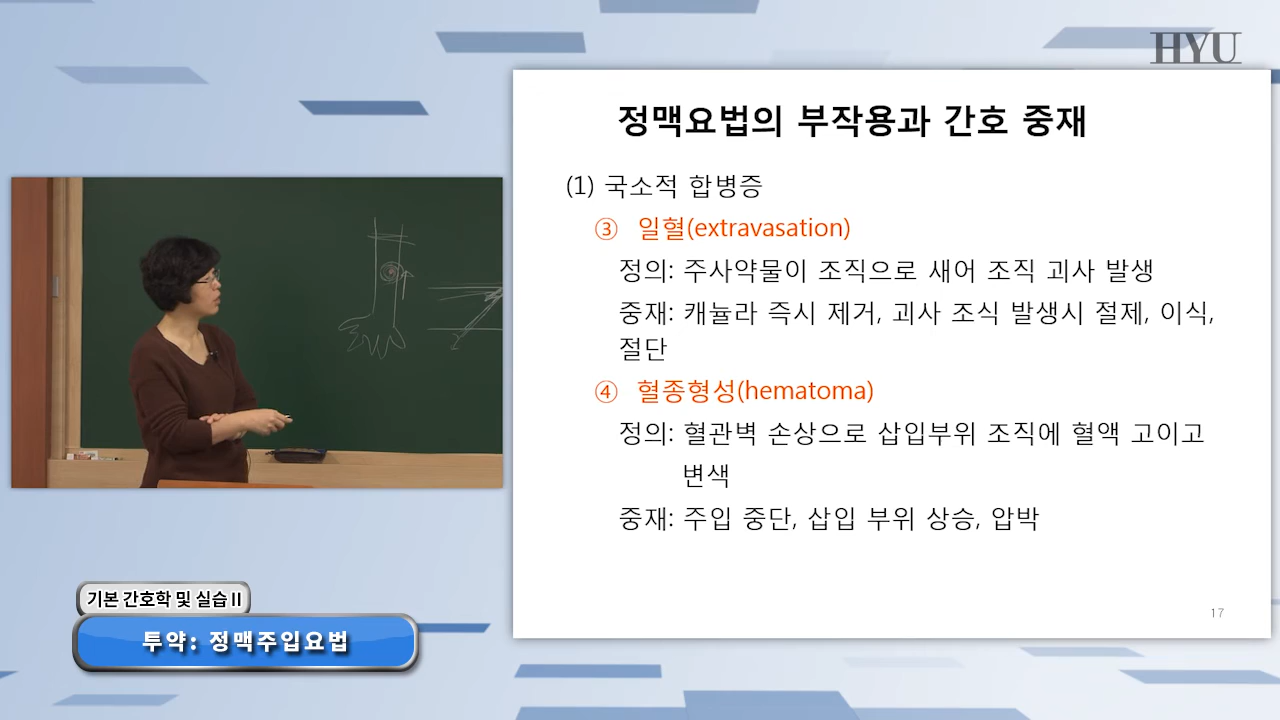 HYU
정맥요법의 부작용과 간호 중재
(1) 국소적 합병증
③ 일혈(extravasation)
정의: 주사약물이 조직으로 새어 조직 괴사 발생
중재: 캐뉼라 즉시 제거, 괴사 조식 발생시 절제, 이식,
절단
④ 혈종형성(hematoma)
정의: 혈관벽 손상으로 삽입부위 조직에 혈액 고이고
변색
중재: 주입 중단, 삽입 부위 상승, 압박
17
기본 간호학 및 실습 II
투약: 정맥주입요법